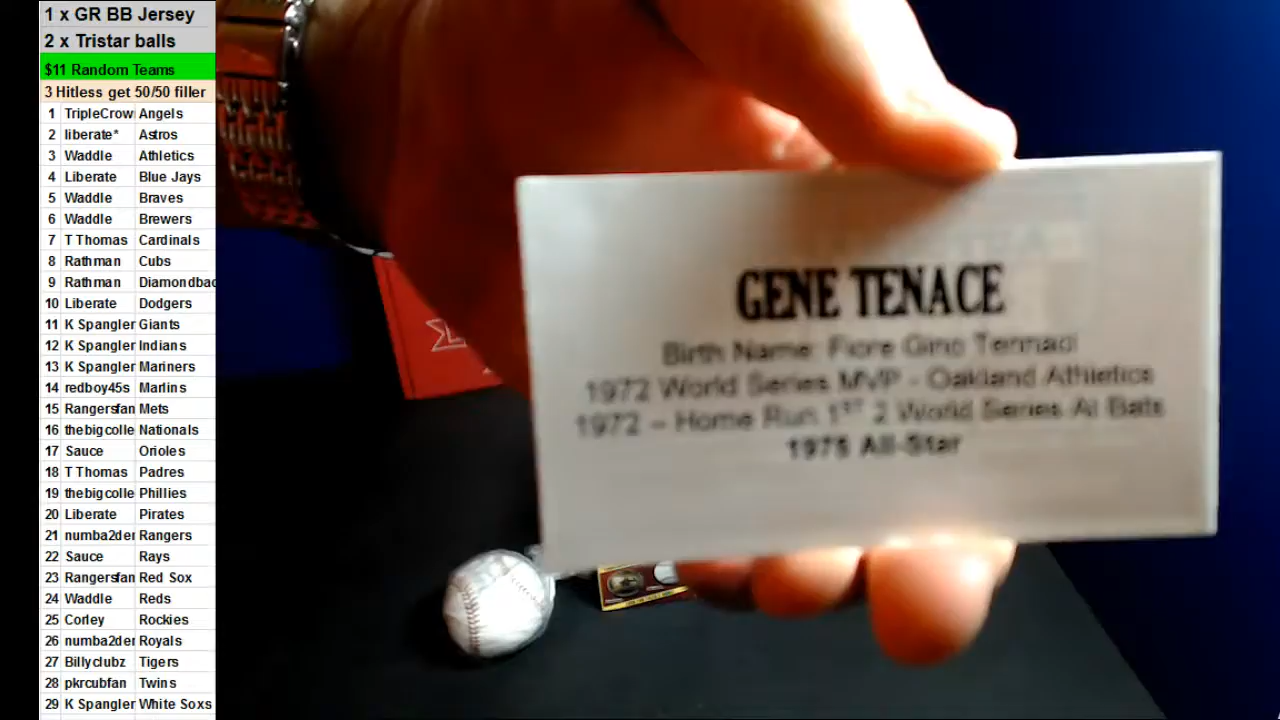 1 x GR BB Jersey
2 x Tristar balls
$11 Random Teams
3 Hitless get 50/50 filler
1 TripleCrow Angels
2 liberate* Astros
3 Waddle Athletics
4 Liberate Blue Jays
5 Waddle Braves
6 Waddle Brewers
7 T Thomas Cardinals
8 Rathman Cubs
9 Rathman Diamondbac
10 Liberate Dodgers
11 K Spangler Giants
12 K Spangler Indians
13 K Spangler Mariners
14 redboy45s Marlins
15 Rangersfan Mets
16 thebigcolle Nationals
17 Sauce Orioles
18 T Thomas Padres
19 thebigcolle Phillies
20 Liberate Pirates
21 numba2der Rangers
22 Sauce Rays
23 Rangersfan Red Sox
24 Waddle Reds
25 Corley Rockies
26 numba2der Royals
27 Billyclubz Tigers
28 pkrcubfan Twins
29 K Spangler White Soxs
GENE TENACE
Birth Name: Fiore Gino Tennaci
1972 World Series MVP - Oakland Athletics
1972 – Home Run 1ST 2 World Series At Bats
1975 All-Star